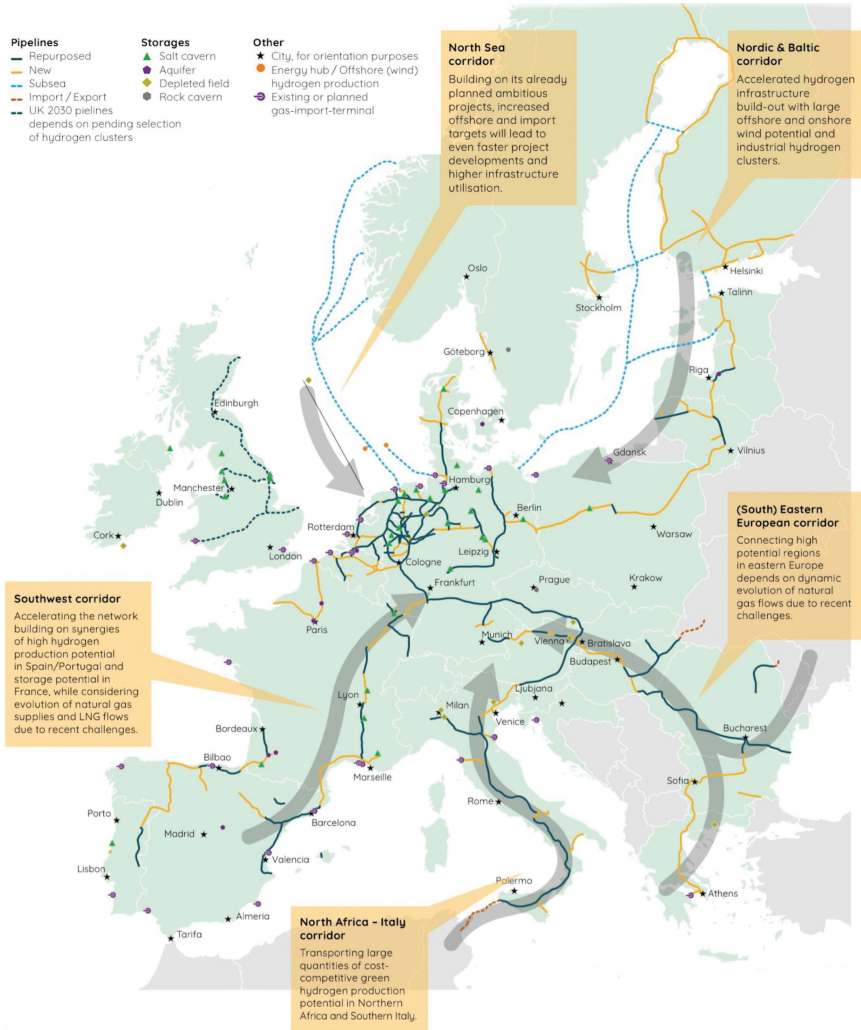 Pipelines
Repurposed
New
Subsea
Import / Export
UK 2030 pielines
depends on pending selection
of hydrogen clusters
Storages
Salt cavern
Aquifer
Depleted field
Rock cavern
Other
City, for orientation purposes
Energy hub / Offshore (wind)
hydrogen production
Existing or planned
gas-import-terminal
North Sea
corridor
Building on its already
planned ambitious
projects, increased
offshore and import
targets will lead to
even faster project
developments and
higher infrastructure
utilisation.
Nordic & Baltic
corridor
Accelerated hydrogen
infrastructure
build-out with large
offshore and onshore
wind potential and
industrial hydrogen
clusters.
Oslo
Helsinki
Talinn
Stockholm
Göteborg
Riga
Copenhagen
Edinburgh
Gdansk
Vilnius
Hamburg
Manchester
Dublin
Berlin
Rotterdam
Warsaw
Cork
London
Leipzig
Cologne
(South) Eastern
European corridor
Connecting high
potential regions
in eastern Europe
depends on dynamic
evolution of natural
gas flows due to recent
challenges.
Frankfurt
Prague
Krakow
Southwest corridor
Accelerating the network
building on synergies
of high hydrogen
production potential
in Spain/Portugal and
storage potential in
France, while considering
evolution of natural gas
supplies and LNG flows
due to recent challenges.
Paris
Munich
Vienna
Bratislava
Budapest
Lyon
Ljubjana
Milan
Venice
Bordeaux
Bucharest
Bilbao
Marseille
Sofia
Rome
Porto
Barcelona
Madrid
Valencia
Lisbon
Palermo
Athens
Almeria
Tarifa
North Africa – Italy
corridor
Transporting large
quantities of cost-
competitive green
hydrogen production
potential in Northern
Africa and Southern Italy.